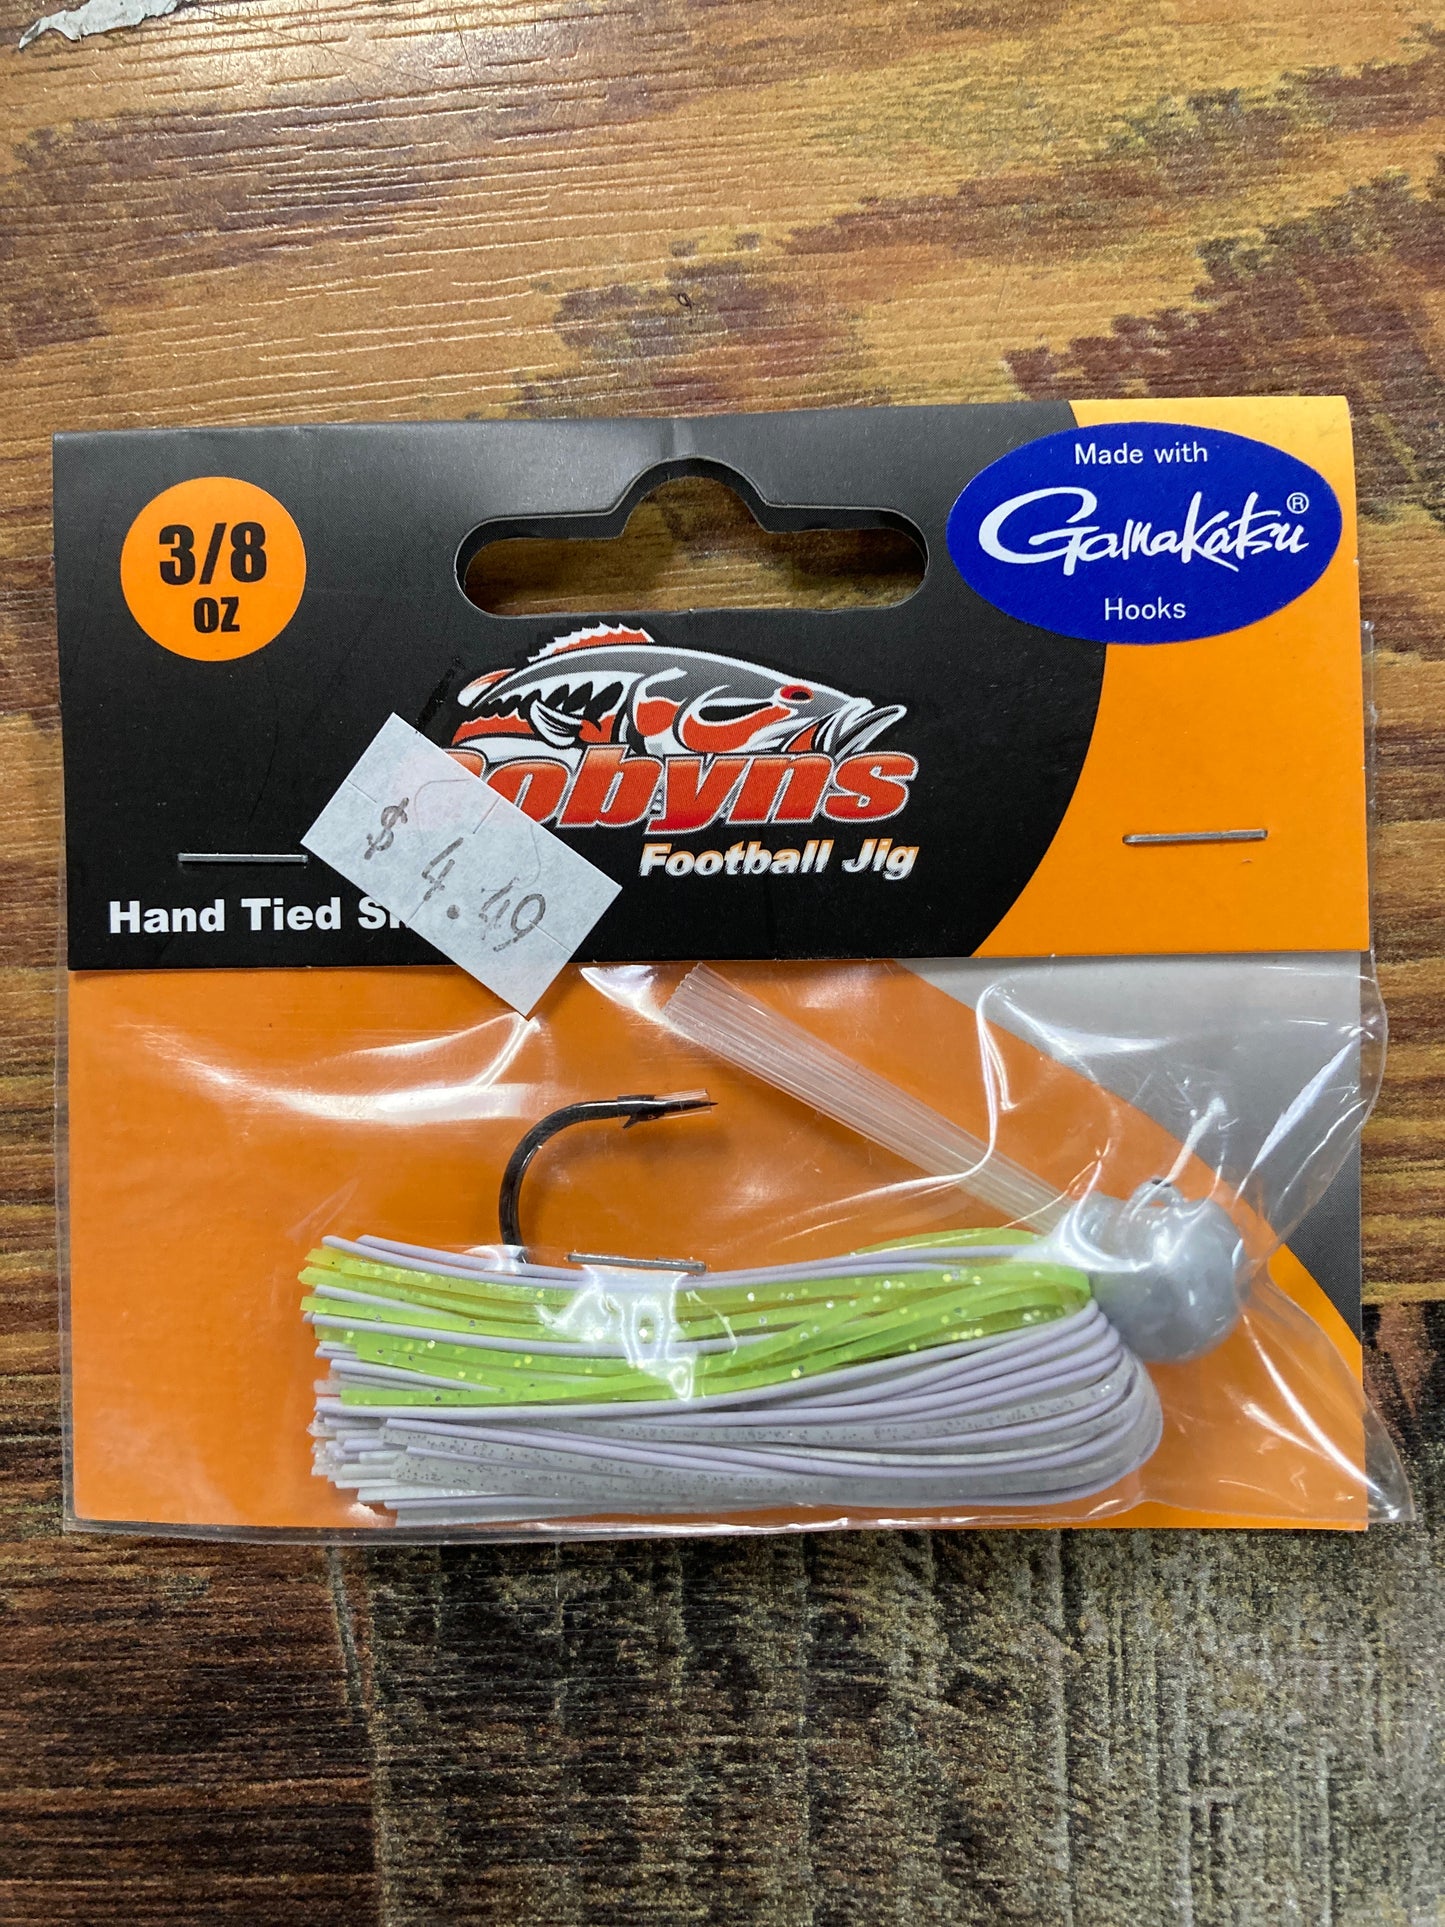 Made with
Gamakatsu®
Hooks
3/8
OZ
Football Jig
$ 4.49
Hand Tied